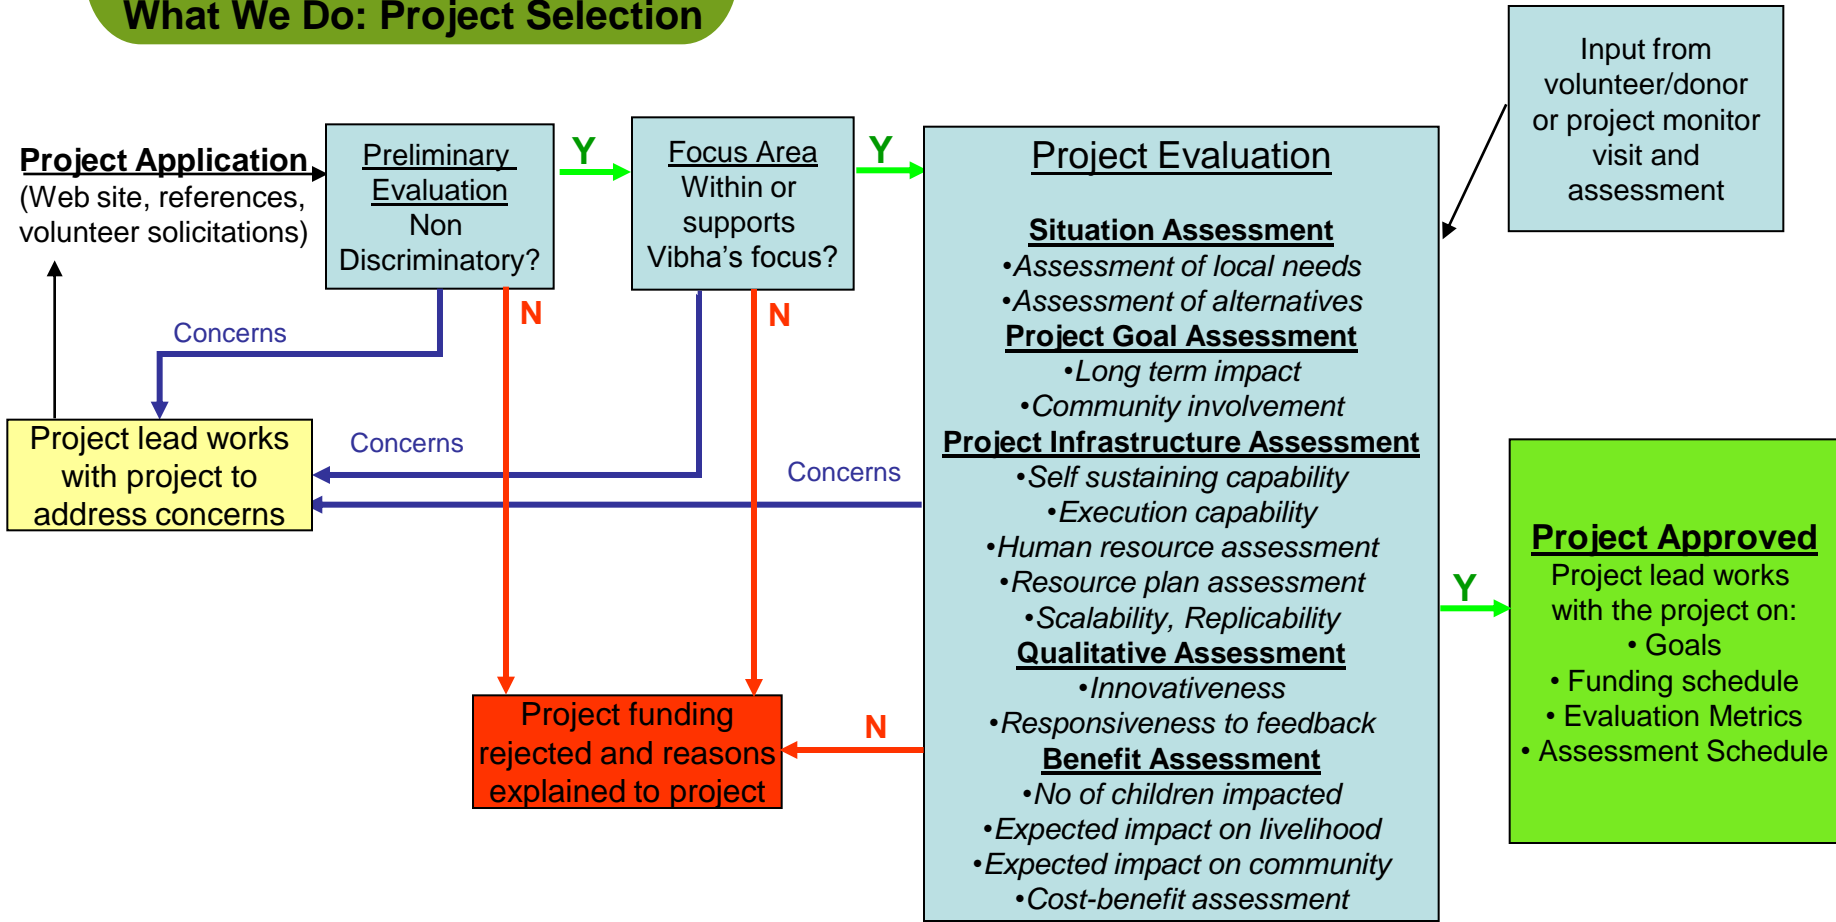 What We Do: Project Selection
Project Application
(Web site, references,
volunteer solicitations)
Preliminary
Evaluation
Non
Discriminatory?
Y
Focus Area
Within or
supports
Vibha's focus?
Y
Project Evaluation
Situation Assessment
•Assessment of local needs
•Assessment of alternatives
Project Goal Assessment
•Long term impact
•Community involvement
Project Infrastructure Assessment
•Self sustaining capability
•Execution capability
•Human resource assessment
•Resource plan assessment
•Scalability, Replicability
Qualitative Assessment
•Innovativeness
•Responsiveness to feedback
Benefit Assessment
•No of children impacted
•Expected impact on livelihood
•Expected impact on community
•Cost-benefit assessment
Input from
volunteer/donor
or project monitor
visit and
assessment
N
N
Concerns
Concerns
Concerns
Project lead works
with project to
address concerns
N
Project funding
rejected and reasons
explained to project
Y
Project Approved
Project lead works
with the project on:
• Goals
• Funding schedule
• Evaluation Metrics
• Assessment Schedule